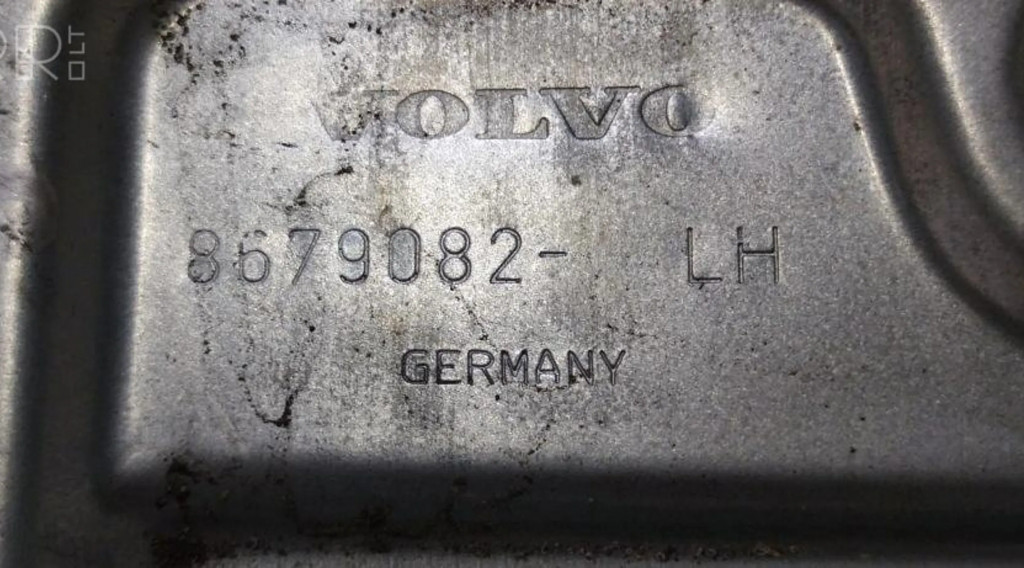 VOLVO
8679082- LH
GERMANY